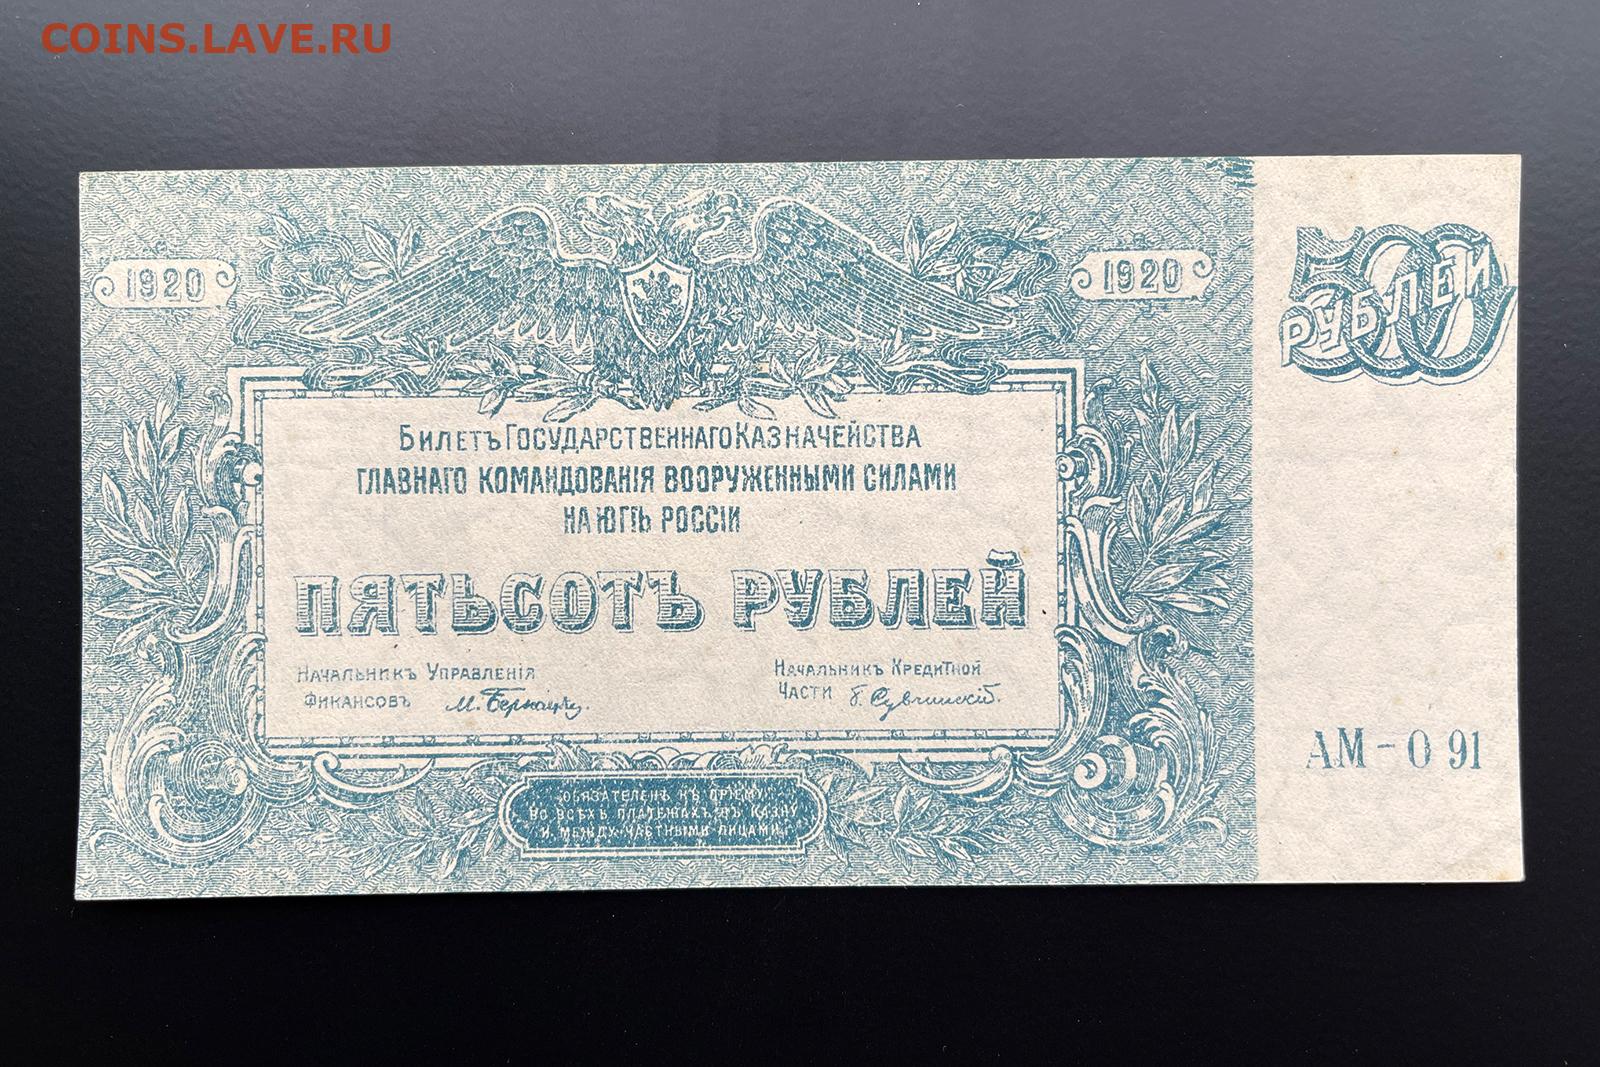 COINS.LAVE.RU
1920
1920
500
РУБЛЕЙ
БИЛЕТЪ ГОСУДАРСТВЕННАГО КАЗНАЧЕЙСТВА
ГЛАВНАГО КОМАНДОВАНІЯ ВООРУЖЕННЫМИ СИЛАМИ
НА ЮГѢ РОССІИ
ПЯТЬСОТЪ РУБЛЕЙ
НАЧАЛЬНИКЪ УПРАВЛЕНІЯ
ФИНАНСОВЪ М. Бернацкі.
НАЧАЛЬНИКЪ КРЕДИТНОЙ
ЧАСТИ Б. Сувчинскій.
АМ-091
ОБЯЗАТЕЛЕНЪ КЪ ПРІЕМУ
ВО ВСѢХЪ ПЛАТЕЖАХЪ ВЪ КАЗНУ
И МЕЖДУ ЧАСТНЫМИ ЛИЦАМИ